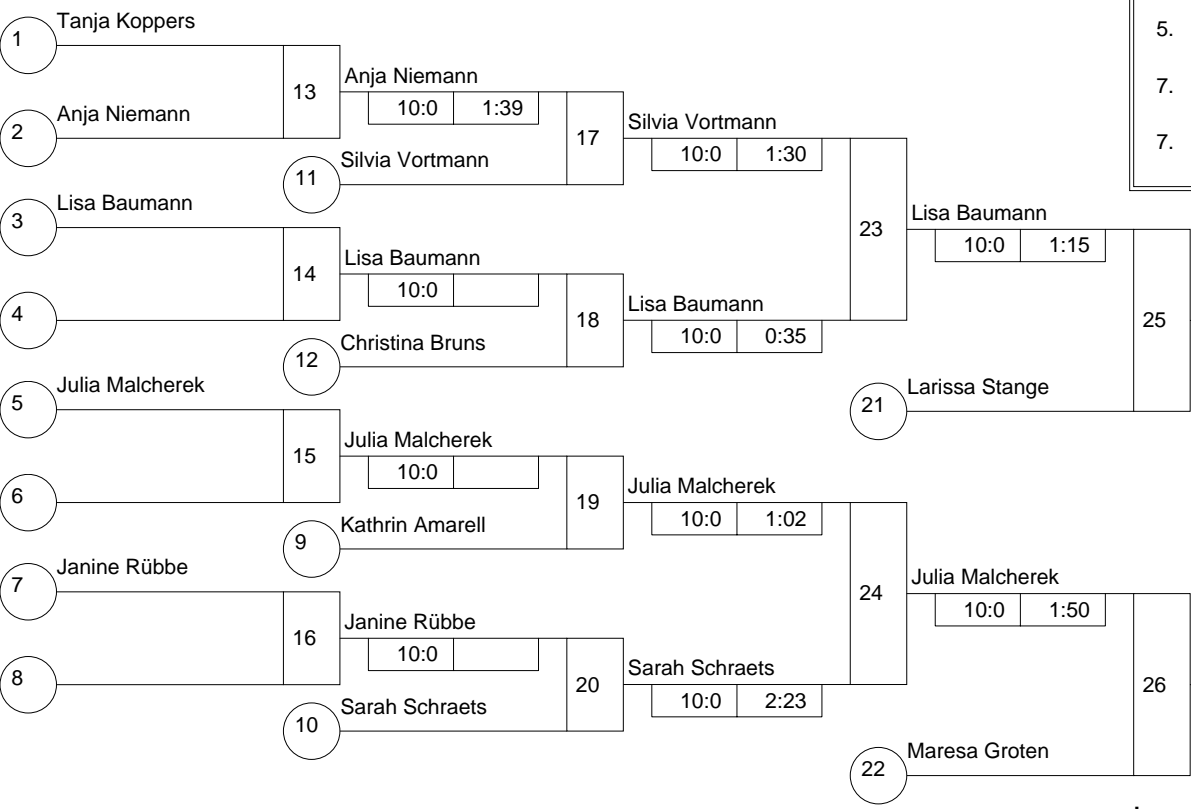 Tanja Koppers
1
5.
13
Anja Niemann
10:0 1:39
7.
Anja Niemann
2
17
Silvia Vortmann
10:0 1:30
7.
Silvia Vortmann
11
Lisa Baumann
3
23
Lisa Baumann
10:0 1:15
14
Lisa Baumann
10:0
4
18
Lisa Baumann
10:0 0:35
25
Christina Bruns
12
Julia Malcherek
5
Larissa Stange
21
15
Julia Malcherek
10:0
6
19
Julia Malcherek
10:0 1:02
Kathrin Amarell
9
Janine Rübbe
7
24
Julia Malcherek
10:0 1:50
16
Janine Rübbe
10:0
8
20
Sarah Schraets
10:0 2:23
26
Sarah Schraets
10
Maresa Groten
22